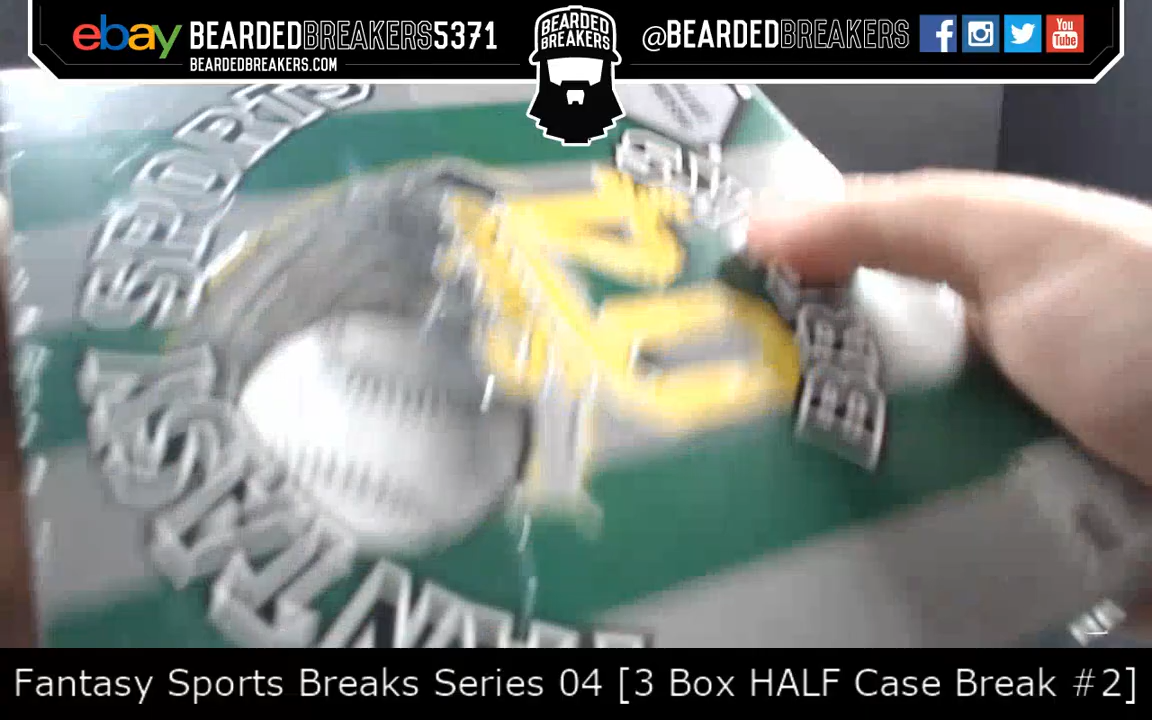 ebay BEARDEDBREAKERS5371
BEARDEDBREAKERS.COM
BEARDED
BREAKERS
@BEARDEDBREAKERS
f
You
Tube
SPORTS
Fantasy Sports Breaks Series 04 [3 Box HALF Case Break #2]